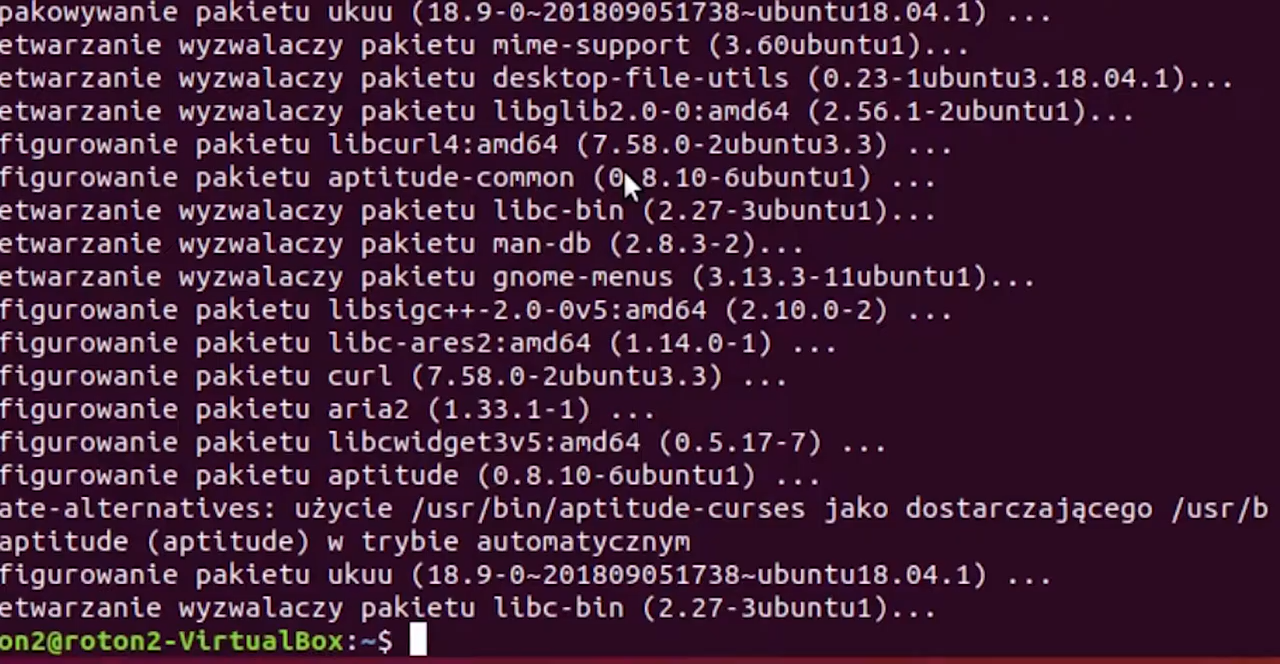 pakowywanie pakietu ukuu (18.9-0~201809051738~ubuntu18.04.1) ...
etwarzanie wyzwalaczy pakietu mime-support (3.60ubuntu1)...
etwarzanie wyzwalaczy pakietu desktop-file-utils (0.23-1ubuntu3.18.04.1)...
etwarzanie wyzwalaczy pakietu libglib2.0-0:amd64 (2.56.1-2ubuntu1)...
figurowanie pakietu libcurl4:amd64 (7.58.0-2ubuntu3.3) ...
figurowanie pakietu aptitude-common (0.8.10-6ubuntu1) ...
etwarzanie wyzwalaczy pakietu libc-bin (2.27-3ubuntu1)...
etwarzanie wyzwalaczy pakietu man-db (2.8.3-2)...
etwarzanie wyzwalaczy pakietu gnome-menus (3.13.3-11ubuntu1)...
figurowanie pakietu libsigc++-2.0-0v5:amd64 (2.10.0-2) ...
figurowanie pakietu libc-ares2:amd64 (1.14.0-1) ...
figurowanie pakietu curl (7.58.0-2ubuntu3.3) ...
figurowanie pakietu aria2 (1.33.1-1) ...
figurowanie pakietu libcwidget3v5:amd64 (0.5.17-7) ...
figurowanie pakietu aptitude (0.8.10-6ubuntu1) ...
ate-alternatives: użycie /usr/bin/aptitude-curses jako dostarczającego /usr/b
aptitude (aptitude) w trybie automatycznym
figurowanie pakietu ukuu (18.9-0~201809051738~ubuntu18.04.1) ...
etwarzanie wyzwalaczy pakietu libc-bin (2.27-3ubuntu1)...
on2@roton2-VirtualBox:~$